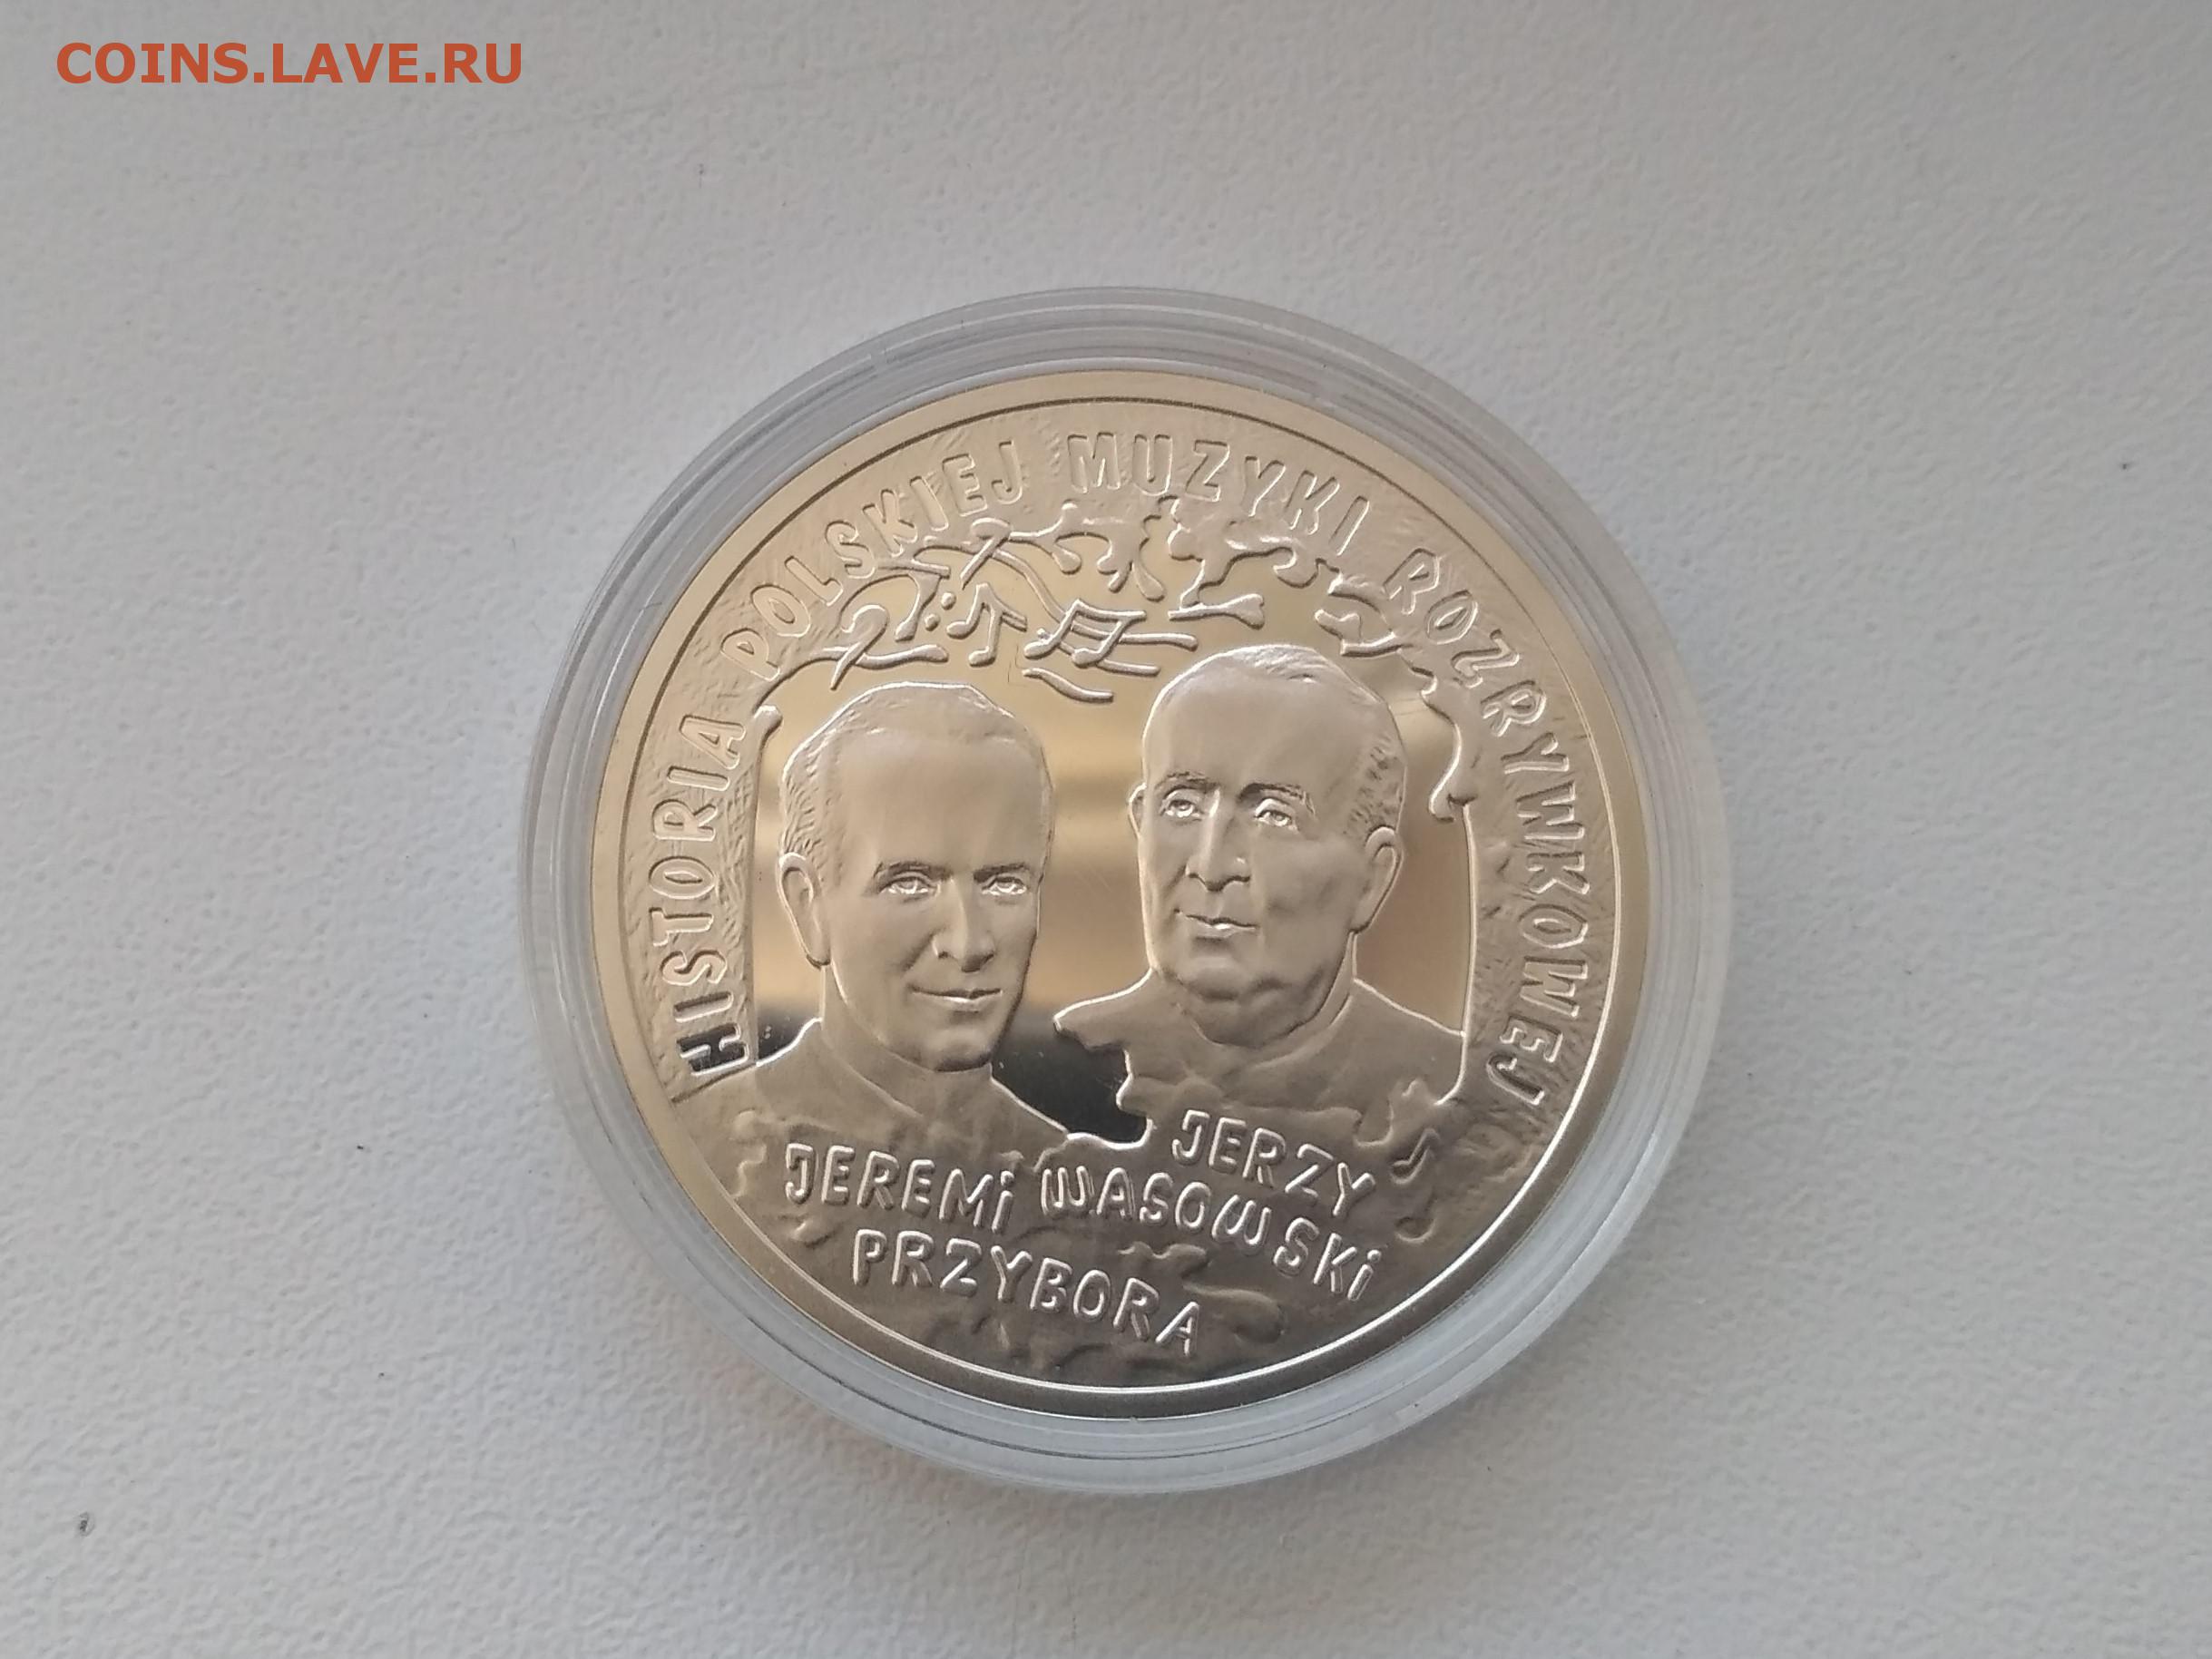 COINS.LAVE.RU
HISTORIA POLSKIEJ MUZYKI ROZRYWKOWEJ
JEREMI
PRZYBORA
JERZY
WASOWSKI